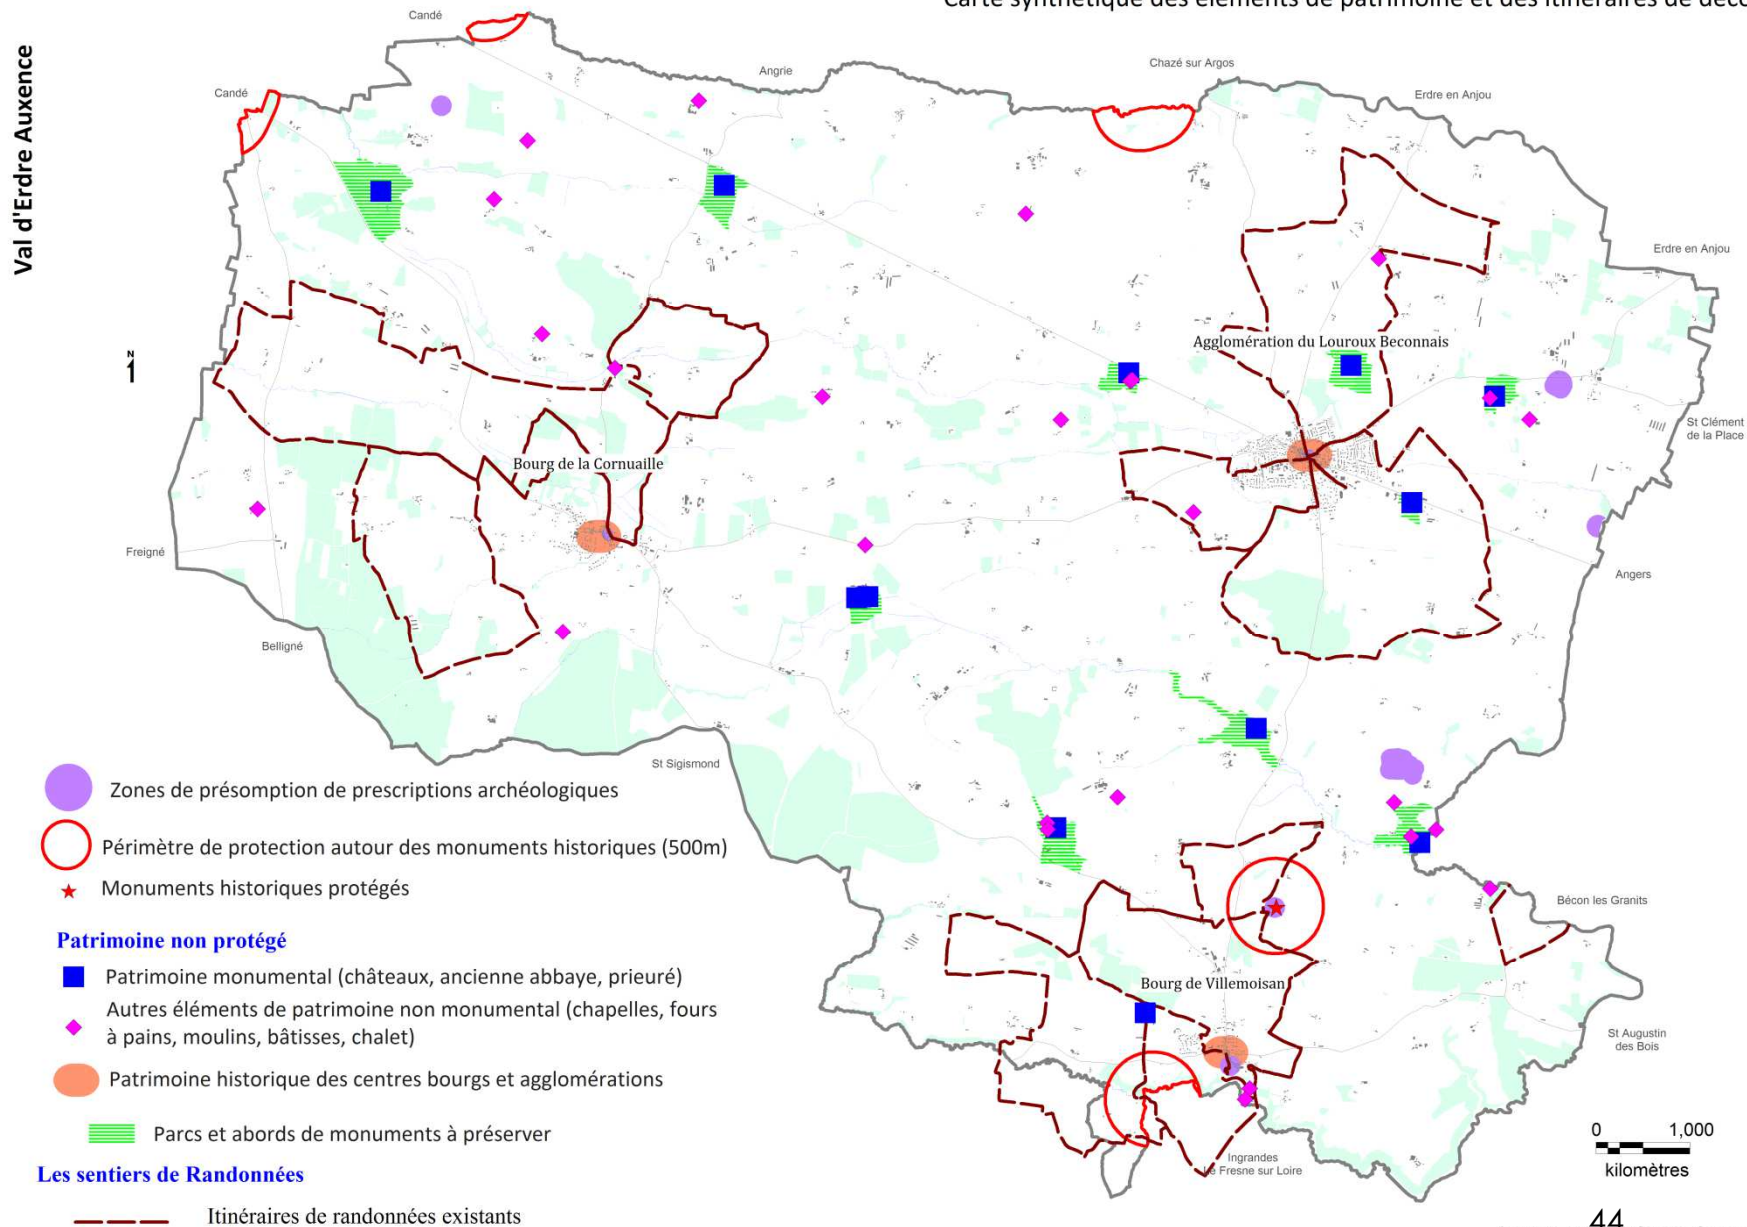 Carte synthétique des éléments de patrimoine et des itinéraires de
Val d'Erdre Auxence
Candé
Candé
Angrie
Chazé sur Argos
Erdre en Anjou
Erdre en Anjou
N
Agglomération du Louroux Beconnais
St Clément
de la Place
Bourg de la Cornuaille
Freigné
Angers
Belligné
St Sigismond
Zones de présomption de prescriptions archéologiques
Périmètre de protection autour des monuments historiques (500m)
Monuments historiques protégés
Bécon les Granits
Patrimoine non protégé
Patrimoine monumental (châteaux, ancienne abbaye, prieuré)
Bourg de Villemoisan
Autres éléments de patrimoine non monumental (chapelles, fours
à pains, moulins, bâtisses, chalet)
St Augustin
des Bois
Patrimoine historique des centres bourgs et agglomérations
Parcs et abords de monuments à préserver
0 1,000
kilomètres
Ingrandes
Le Fresne sur Loire
Les sentiers de Randonnées
Itinéraires de randonnées existants
44